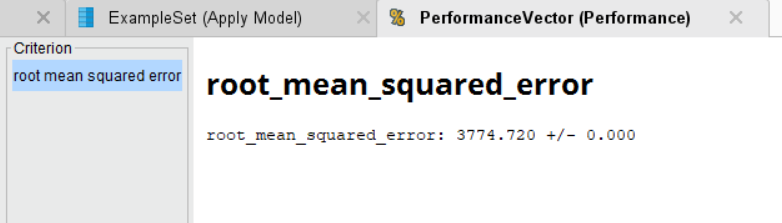 ExampleSet (Apply Model)
PerformanceVector (Performance)
Criterion
root mean squared error
root_mean_squared_error
root_mean_squared_error: 3774.720 +/- 0.000